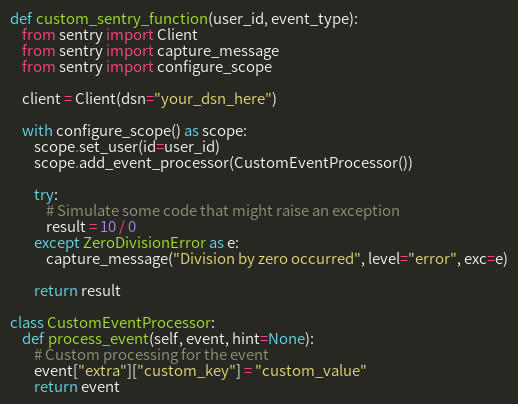 def custom_sentry_function(user_id, event_type):
    from sentry import Client
    from sentry import capture_message
    from sentry import configure_scope

    client = Client(dsn="your_dsn_here")

    with configure_scope() as scope:
        scope.set_user(id=user_id)
        scope.add_event_processor(CustomEventProcessor())

        try:
            # Simulate some code that might raise an exception
            result = 10 / 0
        except ZeroDivisionError as e:
            capture_message("Division by zero occurred", level="error", exc=e)

        return result

class CustomEventProcessor:
    def process_event(self, event, hint=None):
        # Custom processing for the event
        event["extra"]["custom_key"] = "custom_value"
        return event